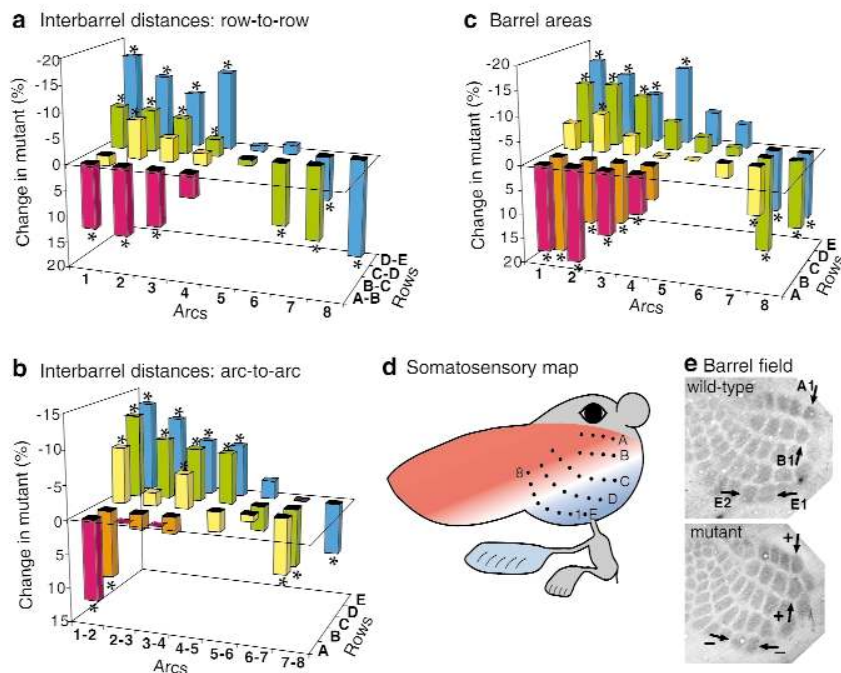 a Interbarrel distances: row-to-row
Change in mutant (%)
-20
-15
-10
-5
0
5
10
15
20
1 2 3 4 5 6 7 8
Arcs
D-E
C-D
B-C
A-B
Rows
c Barrel areas
Change in mutant (%)
-20
-15
-10
-5
0
5
10
15
20
1 2 3 4 5 6 7 8
Arcs
E
D
C
B
A
Rows
b Interbarrel distances: arc-to-arc
Change in mutant (%)
-15
-10
-5
0
5
10
15
1-2 2-3 3-4 4-5 5-6 6-7 7-8
Arcs
E
D
C
B
A
Rows
d Somatosensory map
A
B
8
C
D
1
E
e Barrel field
wild-type
A1
B1
E2 E1
mutant
+
+
– –